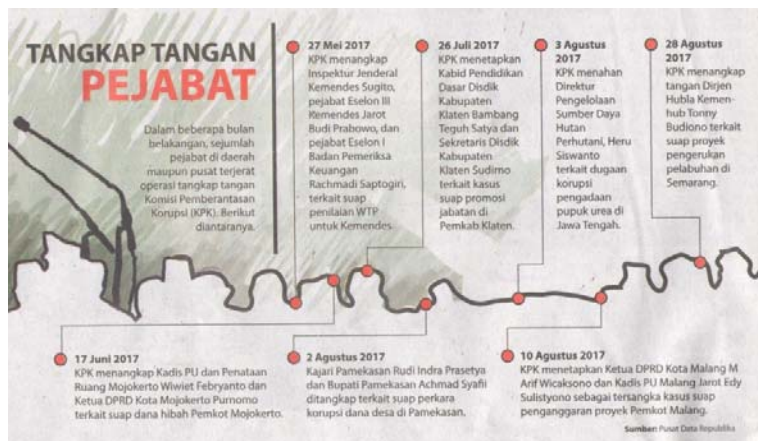 TANGKAP TANGAN
PEJABAT
Dalam beberapa bulan
belakangan, sejumlah
pejabat di daerah
maupun pusat terjerat
operasi tangkap tangan
Komisi Pemberantasan
Korupsi (KPK). Berikut
diantaranya.
27 Mei 2017
KPK menangkap
Inspektur Jenderal
Kemendes Sugito,
pejabat Eselon III
Kemendes Jarot
Budi Prabowo, dan
pejabat Eselon I
Badan Pemeriksa
Keuangan
Rachmadi Saptogiri,
terkait suap
penilaian WTP
untuk Kemendes.
26 Juli 2017
KPK menetapkan
Kabid Pendidikan
Dasar Disdik
Kabupaten
Klaten Bambang
Teguh Satya dan
Sekretaris Disdik
Kabupaten
Klaten Sudirno
terkait kasus
suap promosi
jabatan di
Pemkab Klaten.
3 Agustus
2017
KPK menahan
Direktur
Pengelolaan
Sumber Daya
Hutan
Perhutani, Heru
Siswanto
terkait dugaan
korupsi
pengadaan
pupuk urea di
Jawa Tengah.
28 Agustus
2017
KPK menangkap
tangan Dirjen
Hubla Kemen-
hub Tonny
Budiono terkait
suap proyek
pengerukan
pelabuhan di
Semarang.
17 Juni 2017
KPK menangkap Kadis PU dan Penataan
Ruang Mojokerto Wiwiet Febryanto dan
Ketua DPRD Kota Mojokerto Purnomo
terkait suap dana hibah Pemkot Mojokerto.
2 Agustus 2017
Kajari Pamekasan Rudi Indra Prasetya
dan Bupati Pamekasan Achmad Syafii
ditangkap terkait suap perkara
korupsi dana desa di Pamekasan.
10 Agustus 2017
KPK menetapkan Ketua DPRD Kota Malang M
Arif Wicaksono dan Kadis PU Malang Jarot Edy
Sulistyono sebagai tersangka kasus suap
penganggaran proyek Pemkot Malang.
Sumber: Pusat Data Republika